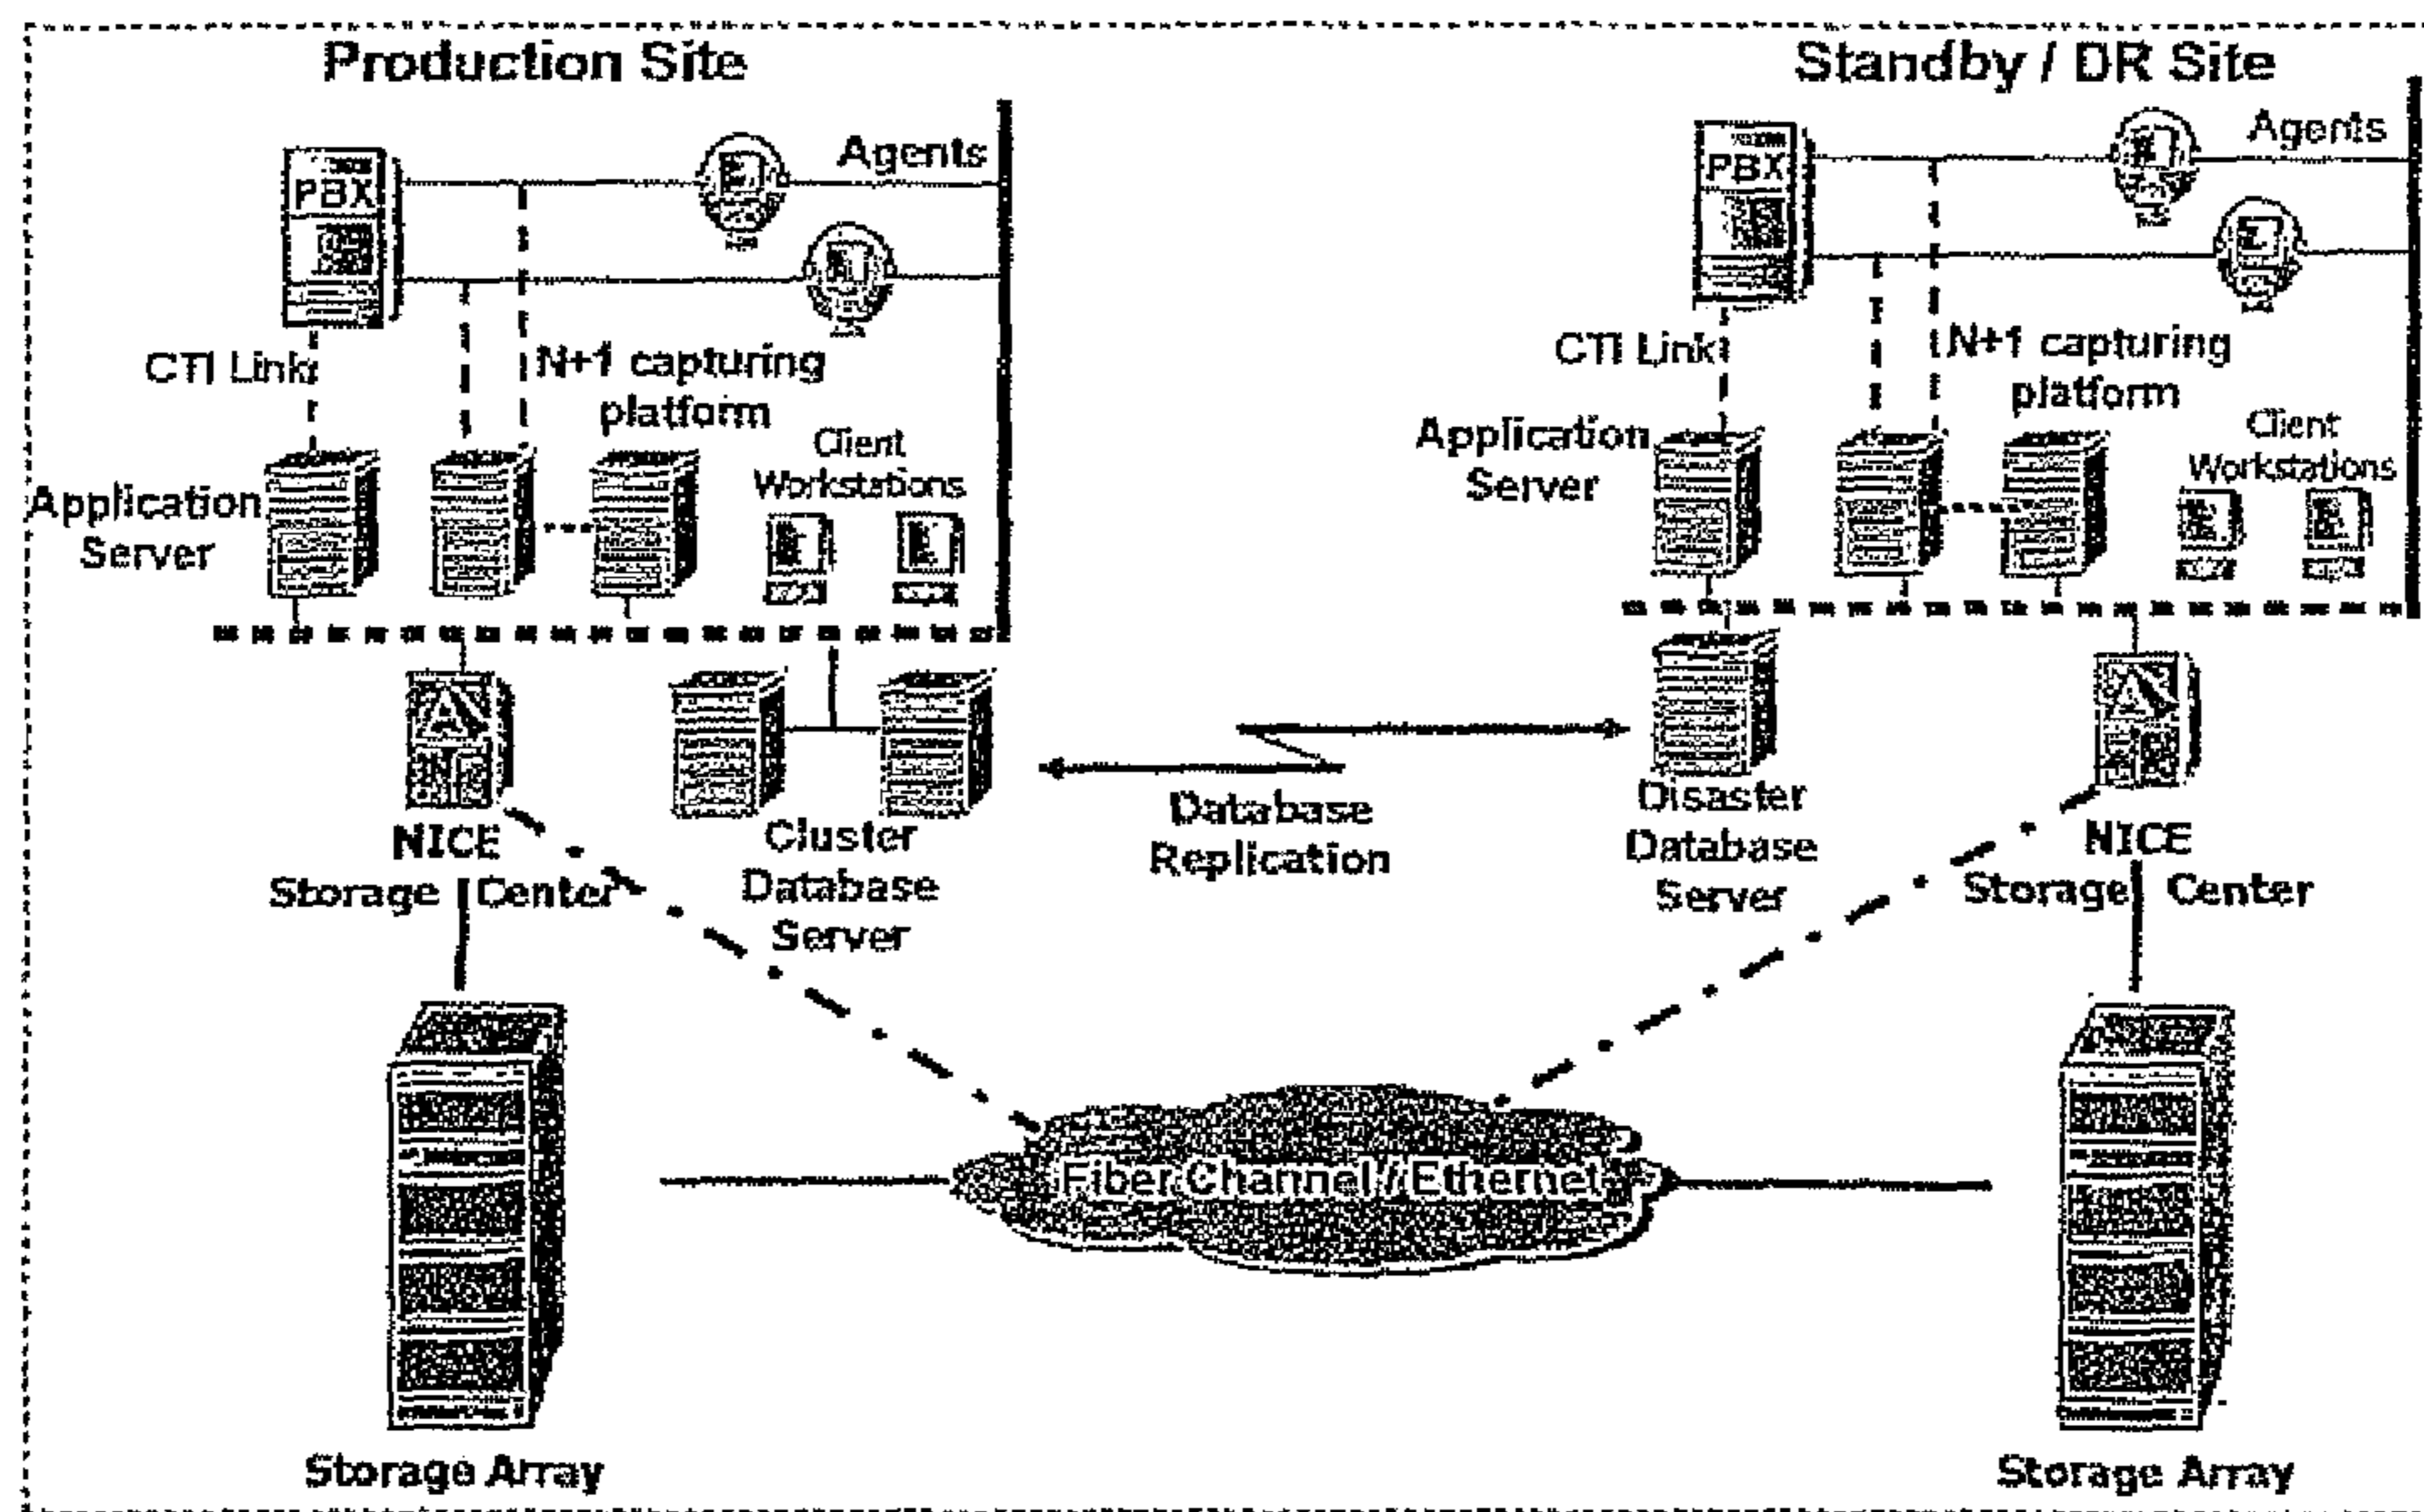 Production Site
Agents
PBX
CTI Link
N+1 capturing
platform
Client
Workstations
Application
Server
NICE
Storage Center
Cluster
Database
Server
Storage Array
Database
Replication
Fiber Channel / Ethernet
Standby / DR Site
Agents
PBX
CTI Link
N+1 capturing
platform
Client
Workstations
Application
Server
Disaster
Database
Server
NICE
Storage Center
Storage Array